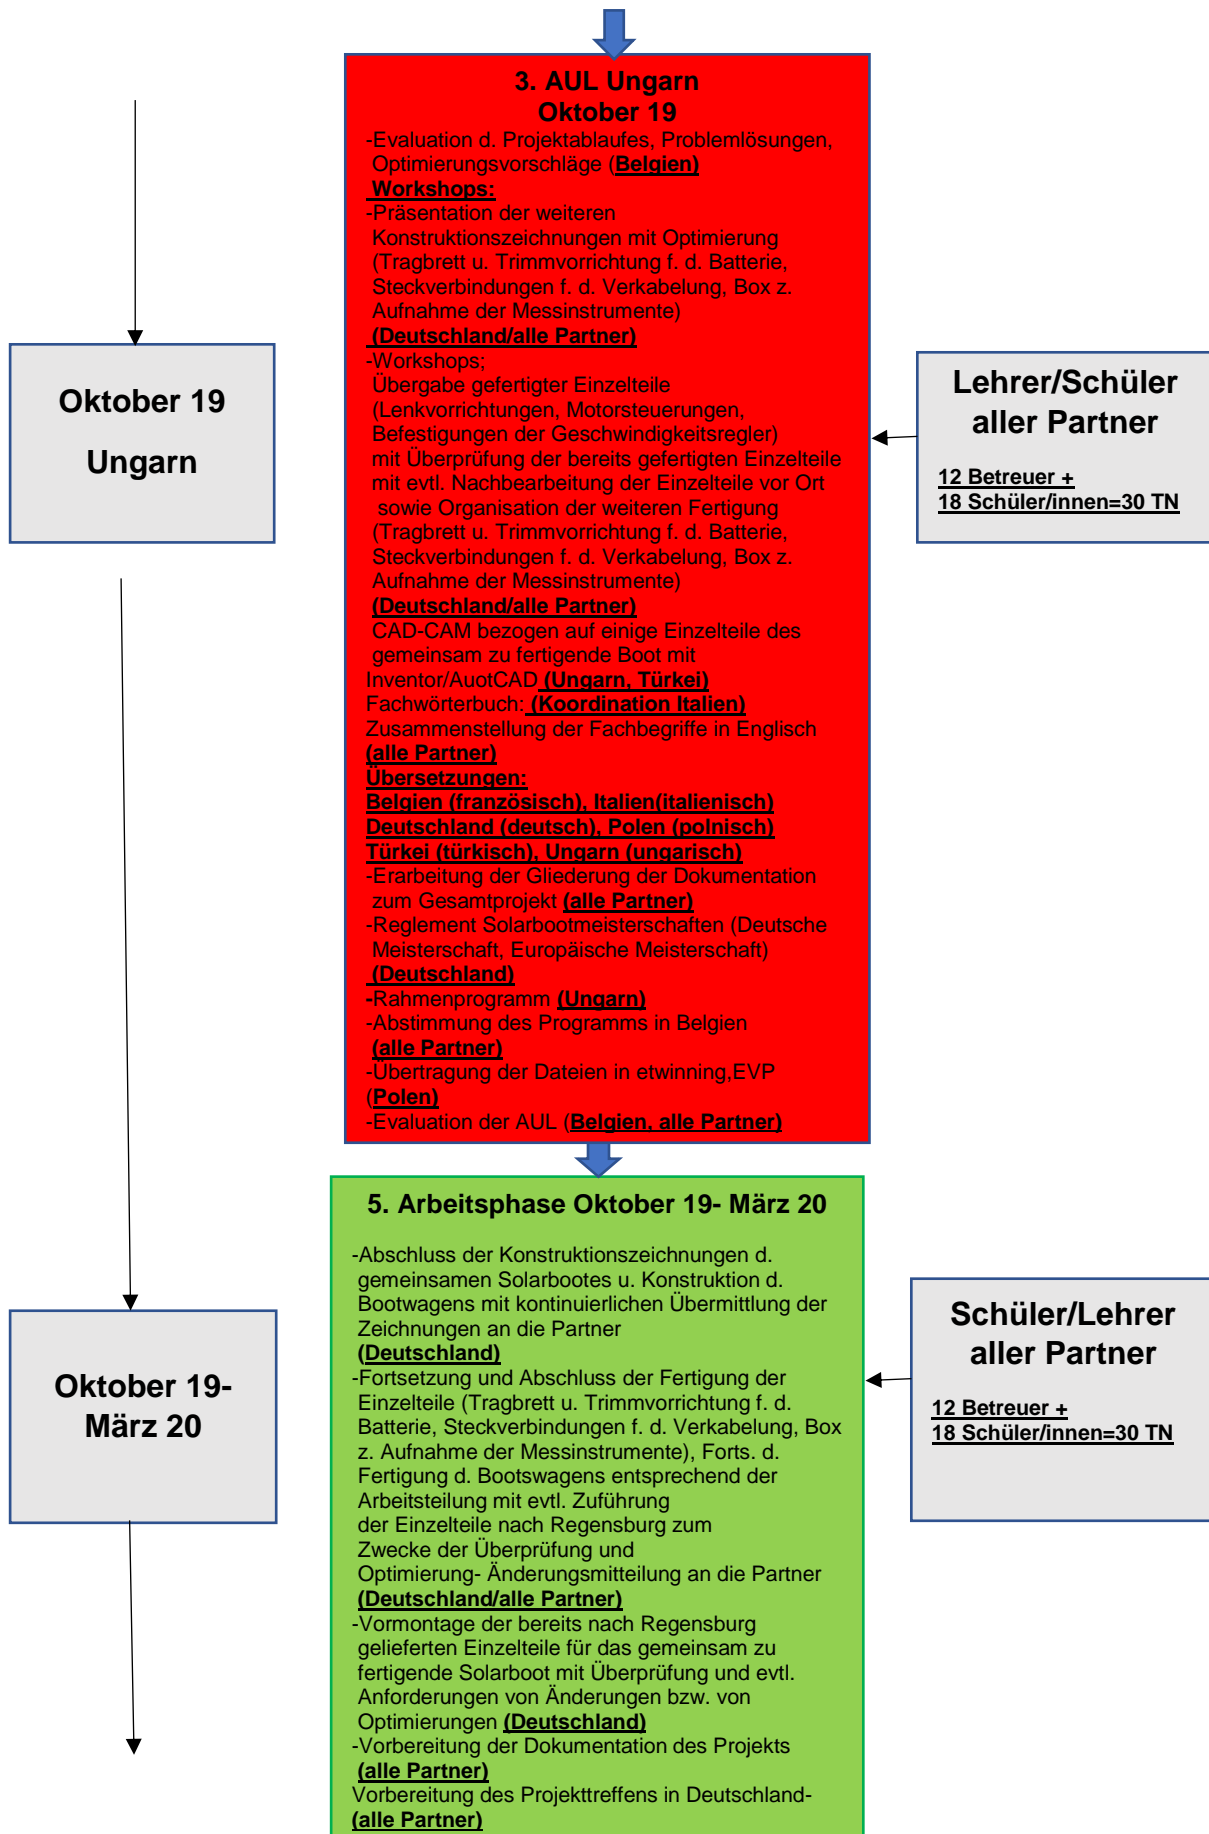 3. AUL Ungarn
Oktober 19
-Evaluation d. Projektablaufes, Problemlösungen,
Optimierungsvorschläge (Belgien)
Workshops:
-Präsentation der weiteren
Konstruktionszeichnungen mit Optimierung
(Tragbrett u. Trimmvorrichtung f. d. Batterie,
Steckverbindungen f. d. Verkabelung, Box z.
Aufnahme der Messinstrumente)
(Deutschland/alle Partner)
-Workshops;
Übergabe gefertigter Einzelteile
(Lenkvorrichtungen, Motorsteuerungen,
Befestigungen der Geschwindigkeitsregler)
mit Überprüfung der bereits gefertigten Einzelteile
mit evtl. Nachbearbeitung der Einzelteile vor Ort
sowie Organisation der weiteren Fertigung
(Tragbrett u. Trimmvorrichtung f. d. Batterie,
Steckverbindungen f. d. Verkabelung, Box z.
Aufnahme der Messinstrumente)
(Deutschland/alle Partner)
CAD-CAM bezogen auf einige Einzelteile des
gemeinsam zu fertigende Boot mit
Inventor/AuotCAD (Ungarn, Türkei)
Fachwörterbuch: (Koordination Italien)
Zusammenstellung der Fachbegriffe in Englisch
(alle Partner)
Übersetzungen:
Belgien (französisch), Italien(italienisch)
Deutschland (deutsch), Polen (polnisch)
Türkei (türkisch), Ungarn (ungarisch)
-Erarbeitung der Gliederung der Dokumentation
zum Gesamtprojekt (alle Partner)
-Reglement Solarbootmeisterschaften (Deutsche
Meisterschaft, Europäische Meisterschaft)
(Deutschland)
-Rahmenprogramm (Ungarn)
-Abstimmung des Programms in Belgien
(alle Partner)
-Übertragung der Dateien in etwinning,EVP
(Polen)
-Evaluation der AUL (Belgien, alle Partner)
Oktober 19
Ungarn
Lehrer/Schüler
aller Partner
12 Betreuer +
18 Schüler/innen=30 TN
5. Arbeitsphase Oktober 19- März 20
-Abschluss der Konstruktionszeichnungen d.
gemeinsamen Solarbootes u. Konstruktion d.
Bootwagens mit kontinuierlichen Übermittlung der
Zeichnungen an die Partner
(Deutschland)
-Fortsetzung und Abschluss der Fertigung der
Einzelteile (Tragbrett u. Trimmvorrichtung f. d.
Batterie, Steckverbindungen f. d. Verkabelung, Box
z. Aufnahme der Messinstrumente), Forts. d.
Fertigung d. Bootswagens entsprechend der
Arbeitsteilung mit evtl. Zuführung
der Einzelteile nach Regensburg zum
Zwecke der Überprüfung und
Optimierung- Änderungsmitteilung an die Partner
(Deutschland/alle Partner)
-Vormontage der bereits nach Regensburg
gelieferten Einzelteile für das gemeinsam zu
fertigende Solarboot mit Überprüfung und evtl.
Anforderungen von Änderungen bzw. von
Optimierungen (Deutschland)
-Vorbereitung der Dokumentation des Projekts
(alle Partner)
Vorbereitung des Projekttreffens in Deutschland-
(alle Partner)
Oktober 19-
März 20
Schüler/Lehrer
aller Partner
12 Betreuer +
18 Schüler/innen=30 TN